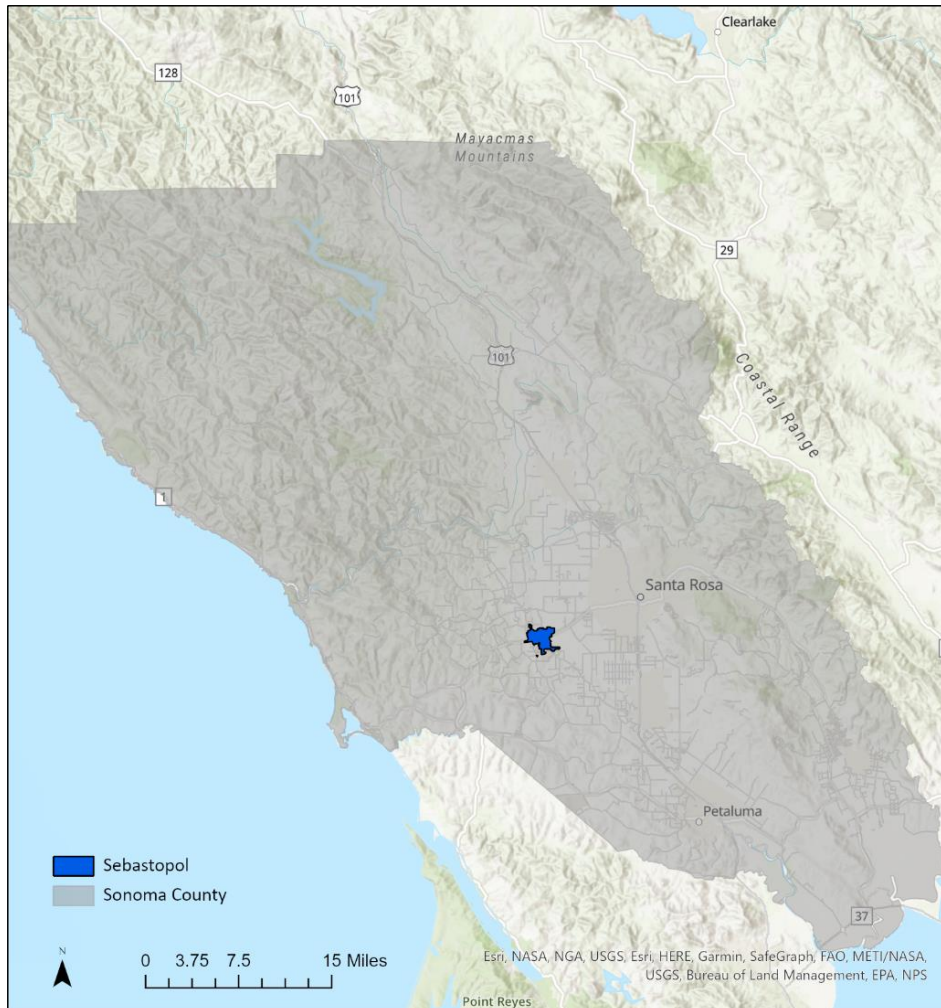 Clearlake
128
101
Mayacmas
Mountains
29
101
Coastal Range
1
Santa Rosa
Petaluma
Sebastopol
Sonoma County
37
N
0 3.75 7.5 15 Miles
Esri, NASA, NGA, USGS, Esri, HERE, Garmin, SafeGraph, FAO, METI/NASA,
USGS, Bureau of Land Management, EPA, NPS
Point Reyes